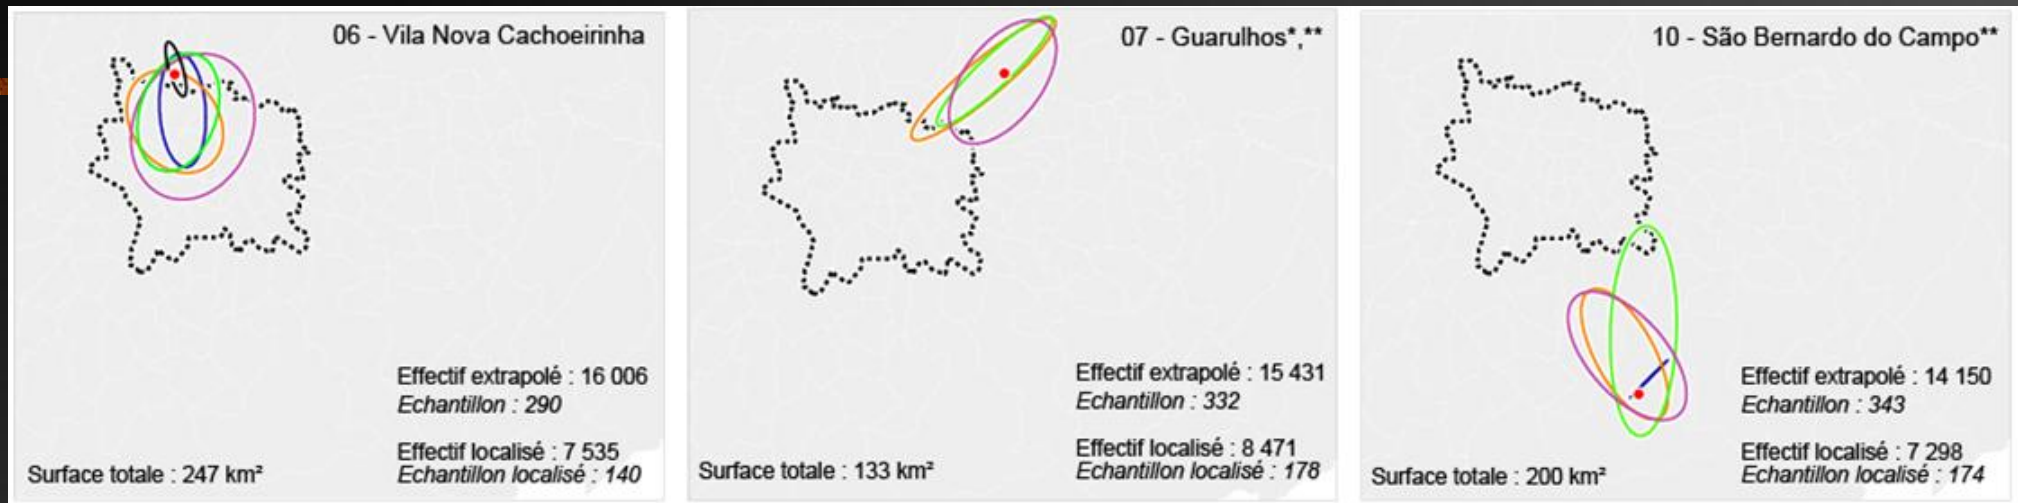 06 - Vila Nova Cachoeirinha
Effectif extrapolé : 16 006
Echantillon : 290
Effectif localisé : 7 535
Surface totale : 247 km²
Echantillon localisé : 140
07 - Guarulhos*,**
Effectif extrapolé : 15 431
Echantillon : 332
Effectif localisé : 8 471
Surface totale : 133 km²
Echantillon localisé : 178
10 - São Bernardo do Campo**
Effectif extrapolé : 14 150
Echantillon : 343
Effectif localisé : 7 298
Surface totale : 200 km²
Echantillon localisé : 174